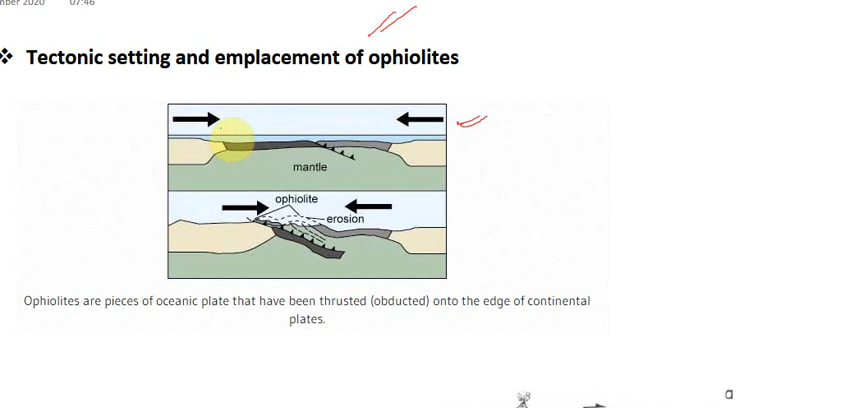 2020 07:46
❖ Tectonic setting and emplacement of ophiolites
mantle
ophiolite
erosion
Ophiolites are pieces of oceanic plate that have been thrusted (obducted) onto the edge of continental
plates.
a